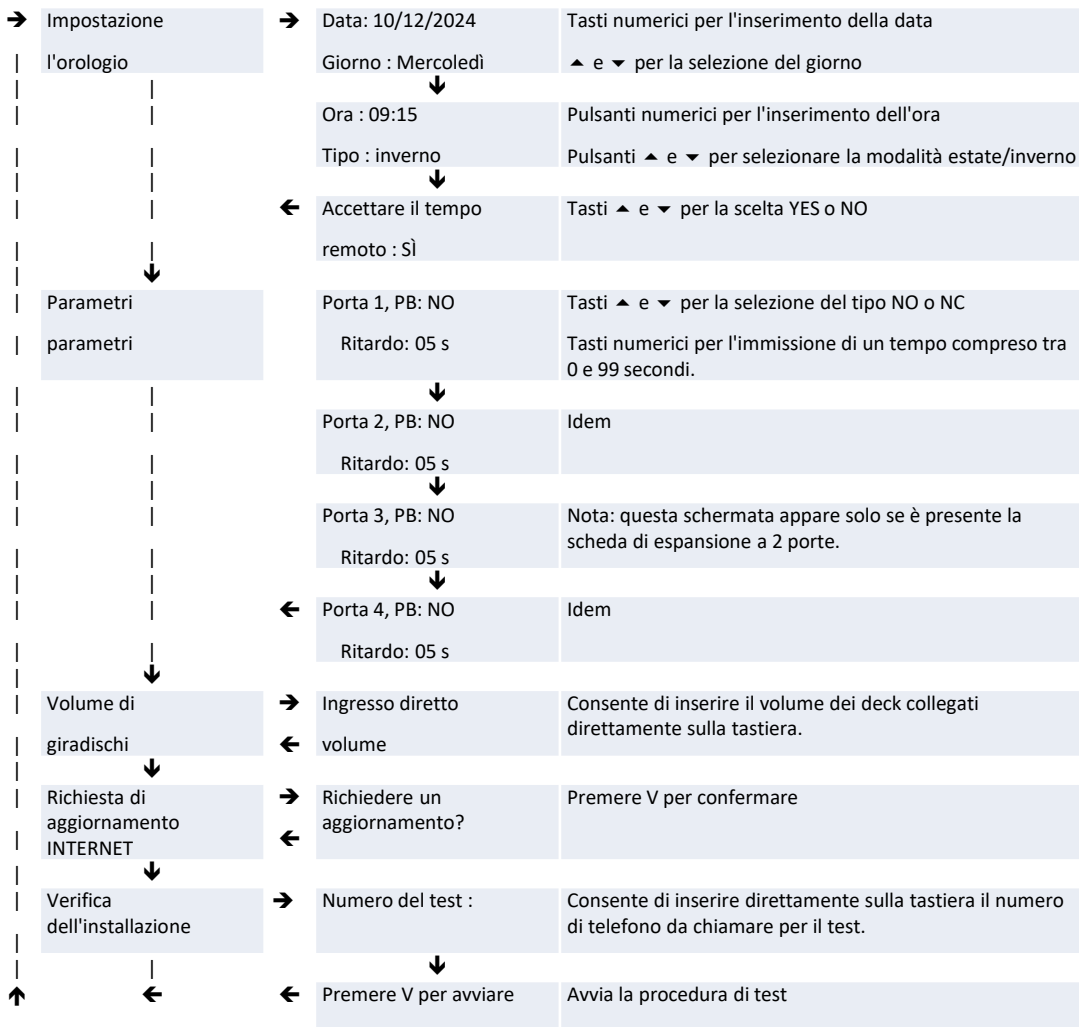 ➔ Impostazione ➔ Data: 10/12/2024 Tasti numerici per l'inserimento della data
| l'orologio Giorno : Mercoledì ▲ e ▼ per la selezione del giorno
Ora : 09:15 Pulsanti numerici per l'inserimento dell'ora
Tipo : inverno Pulsanti ▲ e ▼ per selezionare la modalità estate/inverno
🡰 Accettare il tempo Tasti ▲ e ▼ per la scelta YES o NO
remoto : SÌ
Parametri Porta 1, PB: NO Tasti ▲ e ▼ per la selezione del tipo NO o NC
parametri Ritardo: 05 s Tasti numerici per l'immissione di un tempo compreso tra
0 e 99 secondi.
Porta 2, PB: NO Idem
Ritardo: 05 s
Porta 3, PB: NO Nota: questa schermata appare solo se è presente la
Ritardo: 05 s scheda di espansione a 2 porte.
Porta 4, PB: NO Idem
Ritardo: 05 s
Volume di Ingresso diretto Consente di inserire il volume dei deck collegati
giradischi volume direttamente sulla tastiera.
Richiesta di Richiedere un Premere V per confermare
aggiornamento aggiornamento?
INTERNET
Verifica Numero del test : Consente di inserire direttamente sulla tastiera il numero
dell'installazione di telefono da chiamare per il test.
Premere V per avviare Avvia la procedura di test